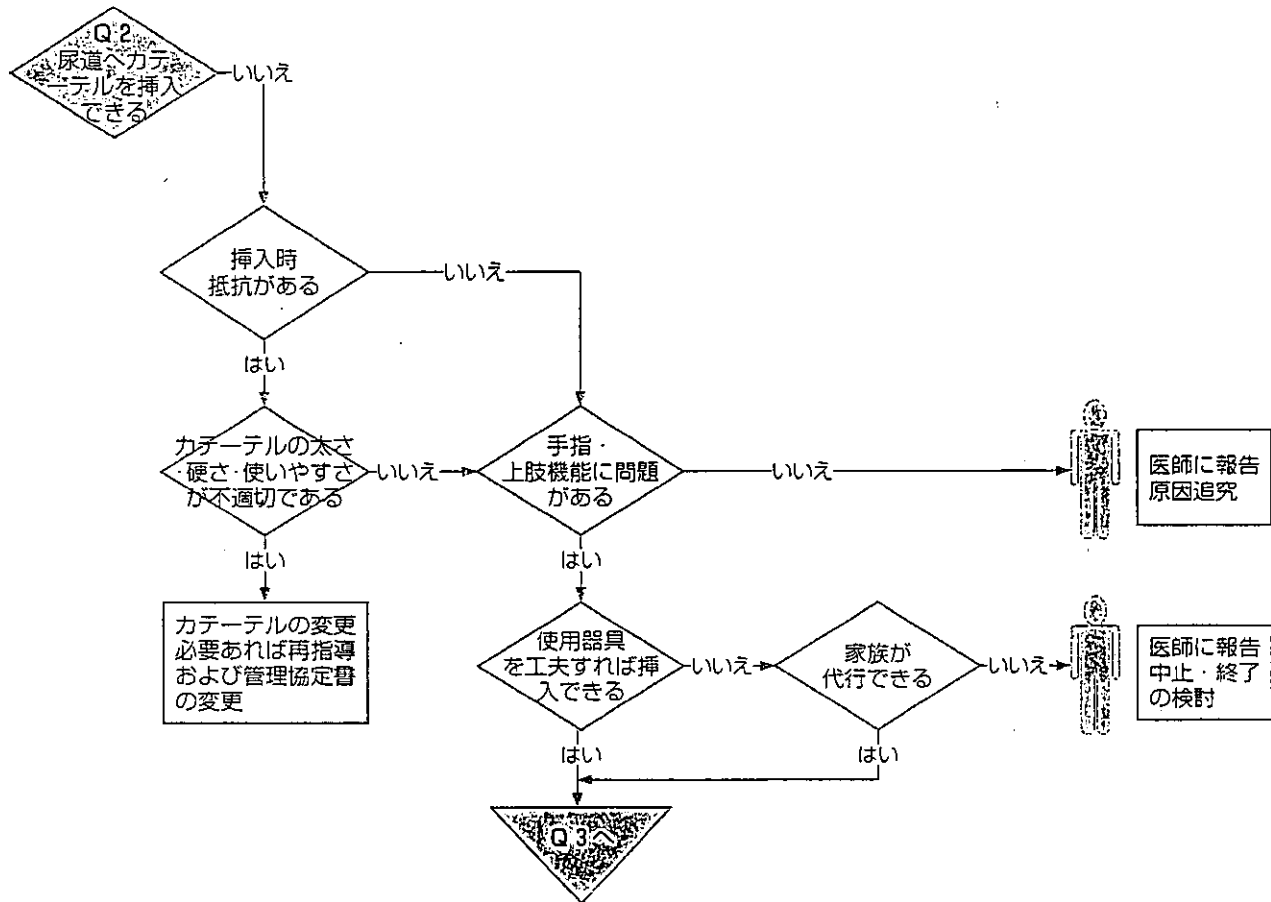 Q2
尿道へカテ
ーテルを挿入
できる
いいえ
挿入時
抵抗がある
いいえ
はい
カテーテルの太さ
・硬さ・使いやすさ
が不適切である
いいえ
手指・
上肢機能に問題
がある
いいえ
医師に報告
原因追究
はい
はい
カテーテルの変更
必要あれば再指導
および管理協定書
の変更
使用器具
を工夫すれば挿
入できる
いいえ
家族が
代行できる
いいえ
医師に報告
中止・終了
の検討
はい
はい
Q3へ